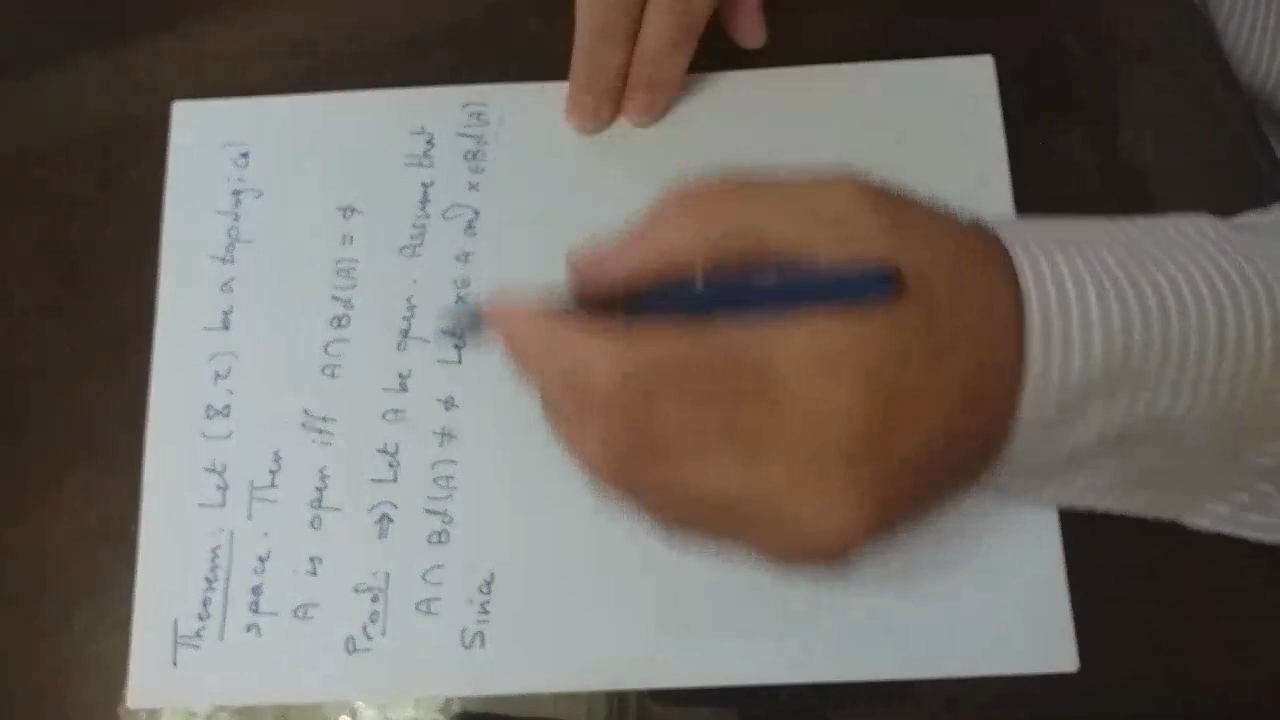 Theorem: Let (X, τ) be a topological
space. Then
A is open iff A∩Bd(A) = ϕ
Proof: ⇒) Let A be open. Assume that
A∩Bd(A) ≠ ϕ Let x∈A and x∈Bd(A)
Since